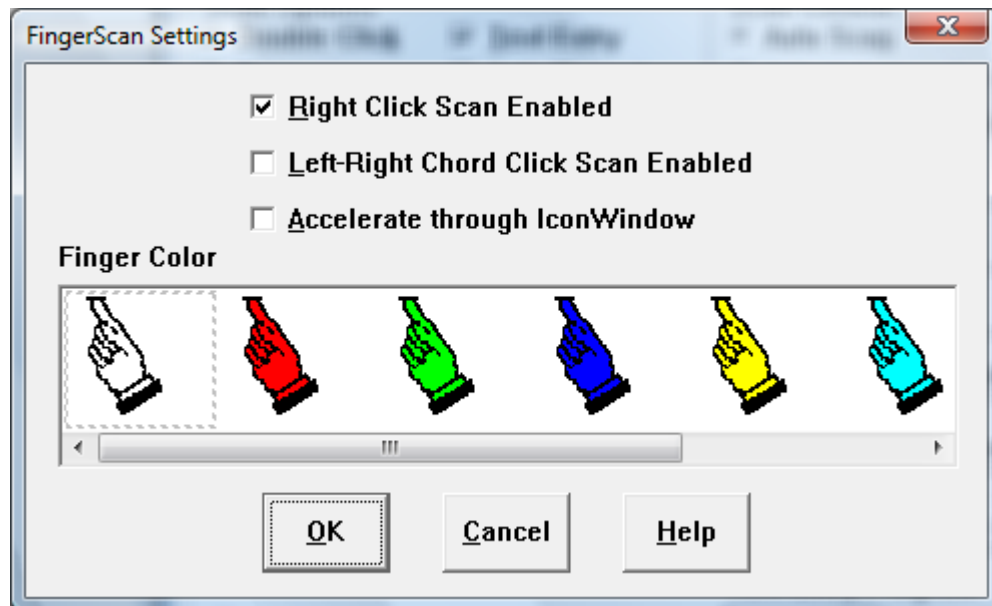 FingerScan Settings
Right Click Scan Enabled
Left-Right Chord Click Scan Enabled
Accelerate through IconWindow
Finger Color
OK
Cancel
Help